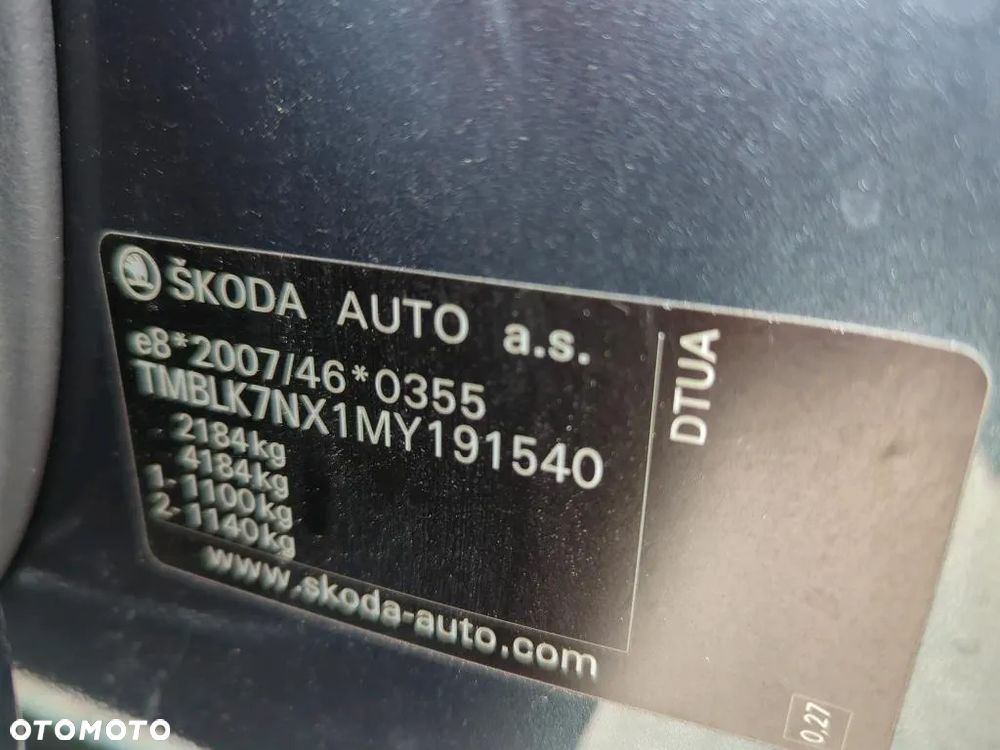 ŠKODA AUTO a.s.
e8*2007/46*0355
TMBLK7NX1MY191540
2184kg
4184kg
1-1100kg
2-1140kg
www.skoda-auto.com
DTUA
0,27
OTOMOTO